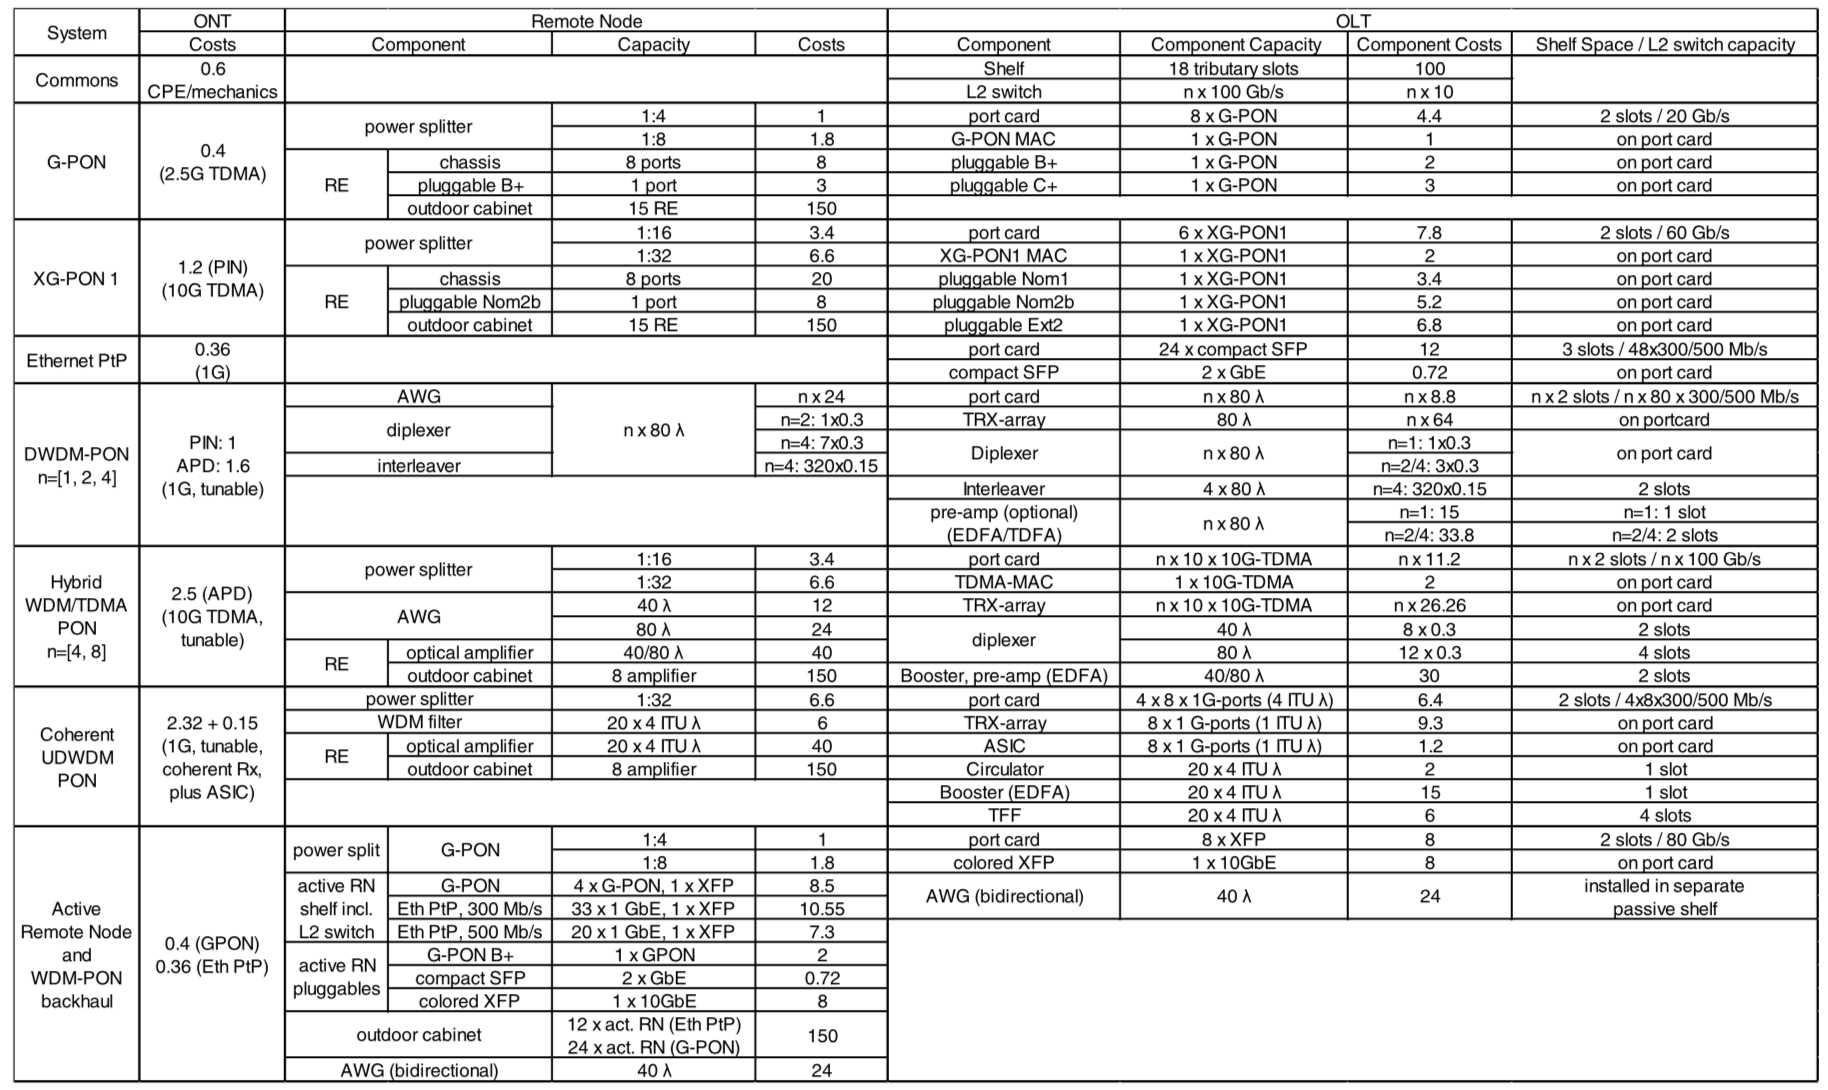 System ONT Remote Node OLT
Costs Component Capacity Costs Component Component Capacity Component Costs Shelf Space / L2 switch capacity
Commons 0.6 Shelf 18 tributary slots 100
CPE/mechanics L2 switch n x 100 Gb/s n x 10
G-PON 0.4 (2.5G TDMA) power splitter 1:4 1 port card 8 x G-PON 4.4 2 slots / 20 Gb/s
1:8 1.8 G-PON MAC 1 x G-PON 1 on port card
RE chassis 8 ports 8 pluggable B+ 1 x G-PON 2 on port card
pluggable B+ 1 port 3 pluggable C+ 1 x G-PON 3 on port card
outdoor cabinet 15 RE 150
XG-PON 1 1.2 (PIN) (10G TDMA) power splitter 1:16 3.4 port card 6 x XG-PON1 7.8 2 slots / 60 Gb/s
1:32 6.6 XG-PON1 MAC 1 x XG-PON1 2 on port card
RE chassis 8 ports 20 pluggable Nom1 1 x XG-PON1 3.4 on port card
pluggable Nom2b 1 port 8 pluggable Nom2b 1 x XG-PON1 5.2 on port card
outdoor cabinet 15 RE 150 pluggable Ext2 1 x XG-PON1 6.8 on port card
Ethernet PtP 0.36 port card 24 x compact SFP 12 3 slots / 48x300/500 Mb/s
(1G) compact SFP 2 x GbE 0.72 on port card
DWDM-PON n=[1, 2, 4] PIN: 1 APD: 1.6 (1G, tunable) AWG n x 80 λ n x 24 port card n x 80 λ n x 8.8 n x 2 slots / n x 80 x 300/500 Mb/s
diplexer n=2: 1x0.3 TRX-array 80 λ n x 64 on portcard
n=4: 7x0.3 Diplexer n x 80 λ n=1: 1x0.3 on port card
interleaver n=4: 320x0.15 n=2/4: 3x0.3
Interleaver 4 x 80 λ n=4: 320x0.15 2 slots
pre-amp (optional) n x 80 λ n=1: 15 n=1: 1 slot
(EDFA/TDFA) n=2/4: 33.8 n=2/4: 2 slots
Hybrid WDM/TDMA PON n=[4, 8] 2.5 (APD) (10G TDMA, tunable) power splitter 1:16 3.4 port card n x 10 x 10G-TDMA n x 11.2 n x 2 slots / n x 100 Gb/s
1:32 6.6 TDMA-MAC 1 x 10G-TDMA 2 on port card
AWG 40 λ 12 TRX-array n x 10 x 10G-TDMA n x 26.26 on port card
80 λ 24 diplexer 40 λ 8 x 0.3 2 slots
RE optical amplifier 40/80 λ 40 80 λ 12 x 0.3 4 slots
outdoor cabinet 8 amplifier 150 Booster, pre-amp (EDFA) 40/80 λ 30 2 slots
Coherent UDWDM PON 2.32 + 0.15 (1G, tunable, coherent Rx, plus ASIC) power splitter 1:32 6.6 port card 4 x 8 x 1G-ports (4 ITU λ) 6.4 2 slots / 4x8x300/500 Mb/s
WDM filter 20 x 4 ITU λ 6 TRX-array 8 x 1 G-ports (1 ITU λ) 9.3 on port card
RE optical amplifier 20 x 4 ITU λ 40 ASIC 8 x 1 G-ports (1 ITU λ) 1.2 on port card
outdoor cabinet 8 amplifier 150 Circulator 20 x 4 ITU λ 2 1 slot
Booster (EDFA) 20 x 4 ITU λ 15 1 slot
TFF 20 x 4 ITU λ 6 4 slots
Active Remote Node and WDM-PON backhaul 0.4 (GPON) 0.36 (Eth PtP) power split G-PON 1:4 1 port card 8 x XFP 8 2 slots / 80 Gb/s
1:8 1.8 colored XFP 1 x 10GbE 8 on port card
active RN shelf incl. L2 switch G-PON 4 x G-PON, 1 x XFP 8.5 AWG (bidirectional) 40 λ 24 installed in separate passive shelf
Eth PtP, 300 Mb/s 33 x 1 GbE, 1 x XFP 10.55
Eth PtP, 500 Mb/s 20 x 1 GbE, 1 x XFP 7.3
active RN pluggables G-PON B+ 1 x GPON 2
compact SFP 2 x GbE 0.72
colored XFP 1 x 10GbE 8
outdoor cabinet 12 x act. RN (Eth PtP) 150
24 x act. RN (G-PON)
AWG (bidirectional) 40 λ 24